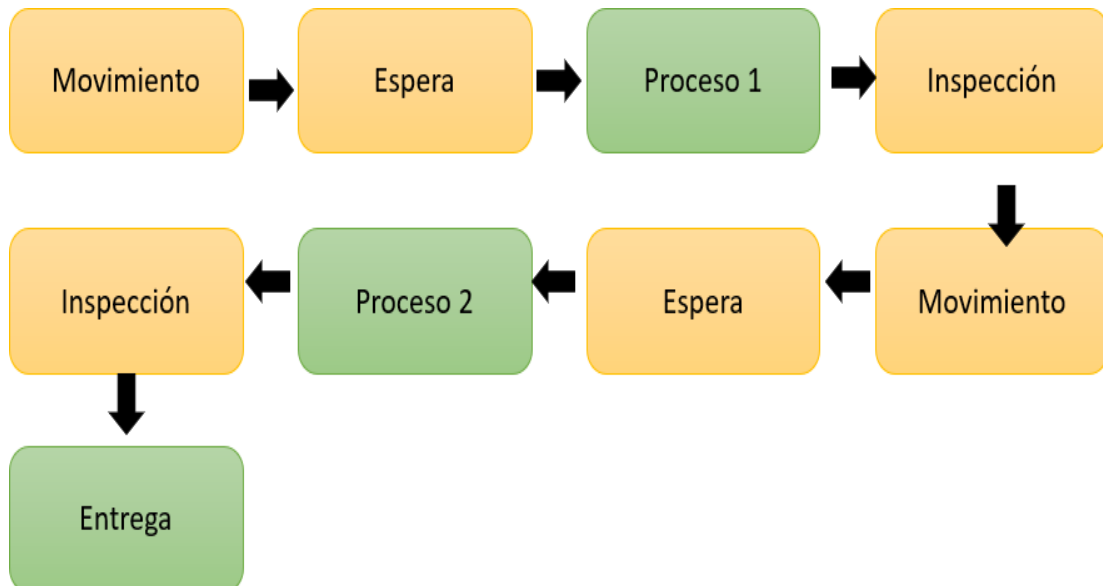 Movimiento
Espera
Proceso 1
Inspección
Movimiento
Espera
Proceso 2
Inspección
Entrega